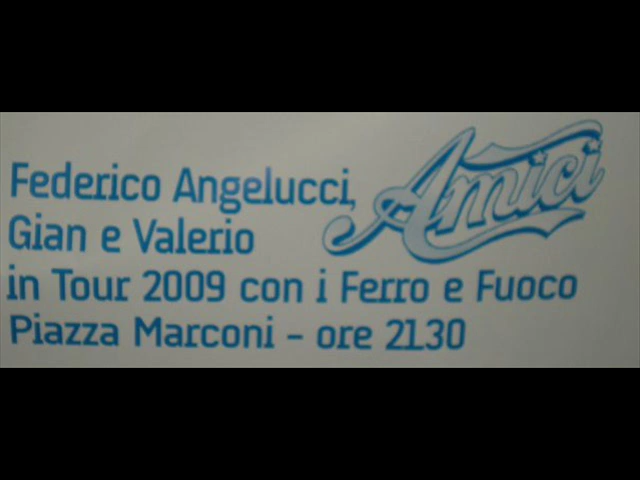 Federico Angelucci,
Amici
Gian e Valerio
in Tour 2009 con i Ferro e Fuoco
Piazza Marconi - ore 21.30